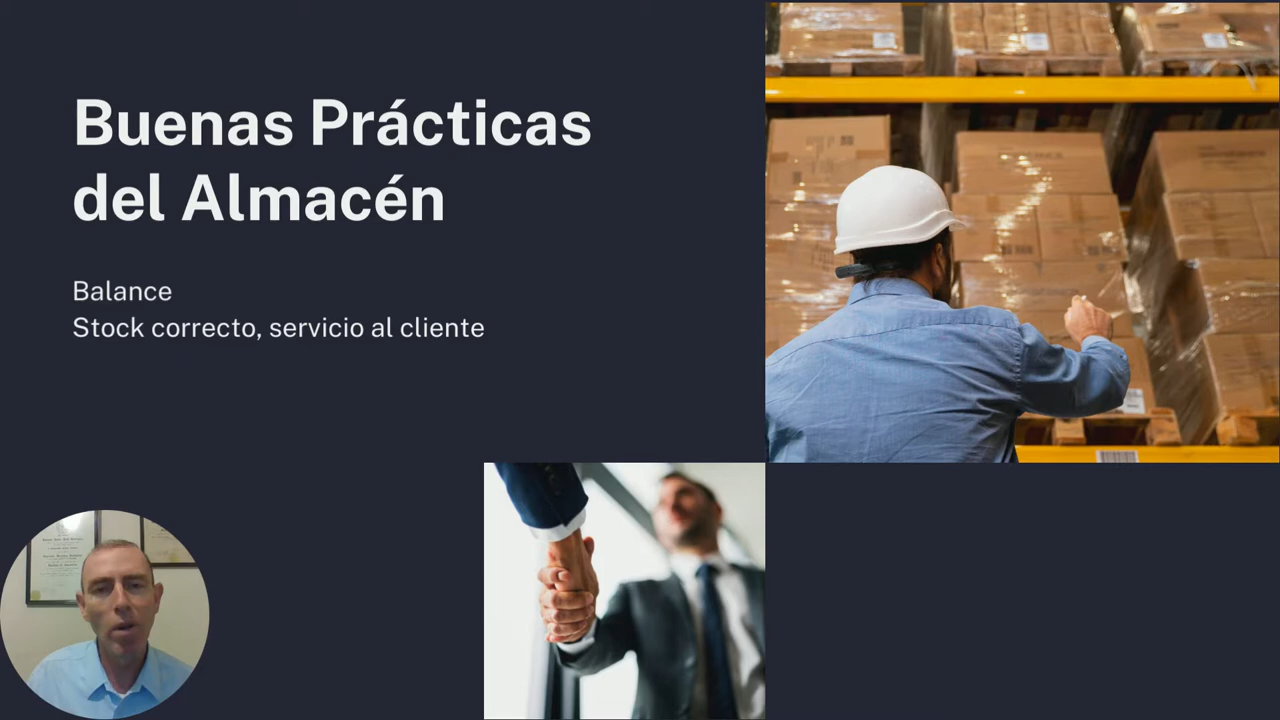 Buenas Prácticas
del Almacén
Balance
Stock correcto, servicio al cliente